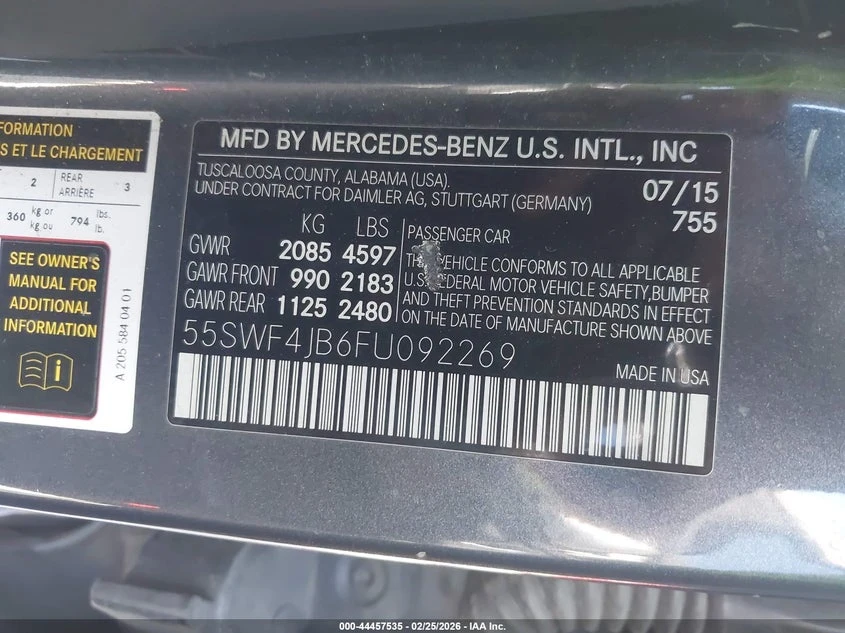 FORMATION
S ET LE CHARGEMENT
2 REAR ARRIÈRE 3
360 kg or kg ou 794 lbs. lb.
SEE OWNER'S
MANUAL FOR
ADDITIONAL
INFORMATION
A 205 584 04 01
MFD BY MERCEDES-BENZ U.S. INTL., INC
TUSCALOOSA COUNTY, ALABAMA (USA).
UNDER CONTRACT FOR DAIMLER AG, STUTTGART (GERMANY)
07/15
755
KG LBS
GVWR 2085 4597
GAWR FRONT 990 2183
GAWR REAR 1125 2480
PASSENGER CAR
VEHICLE CONFORMS TO ALL APPLICABLE
U.S. FEDERAL MOTOR VEHICLE SAFETY,BUMPER
AND THEFT PREVENTION STANDARDS IN EFFECT
ON THE DATE OF MANUFACTURE SHOWN ABOVE
55SWF4JB6FU092269
MADE IN USA
000-44457535 -- 02/25/2026 -- IAA Inc.